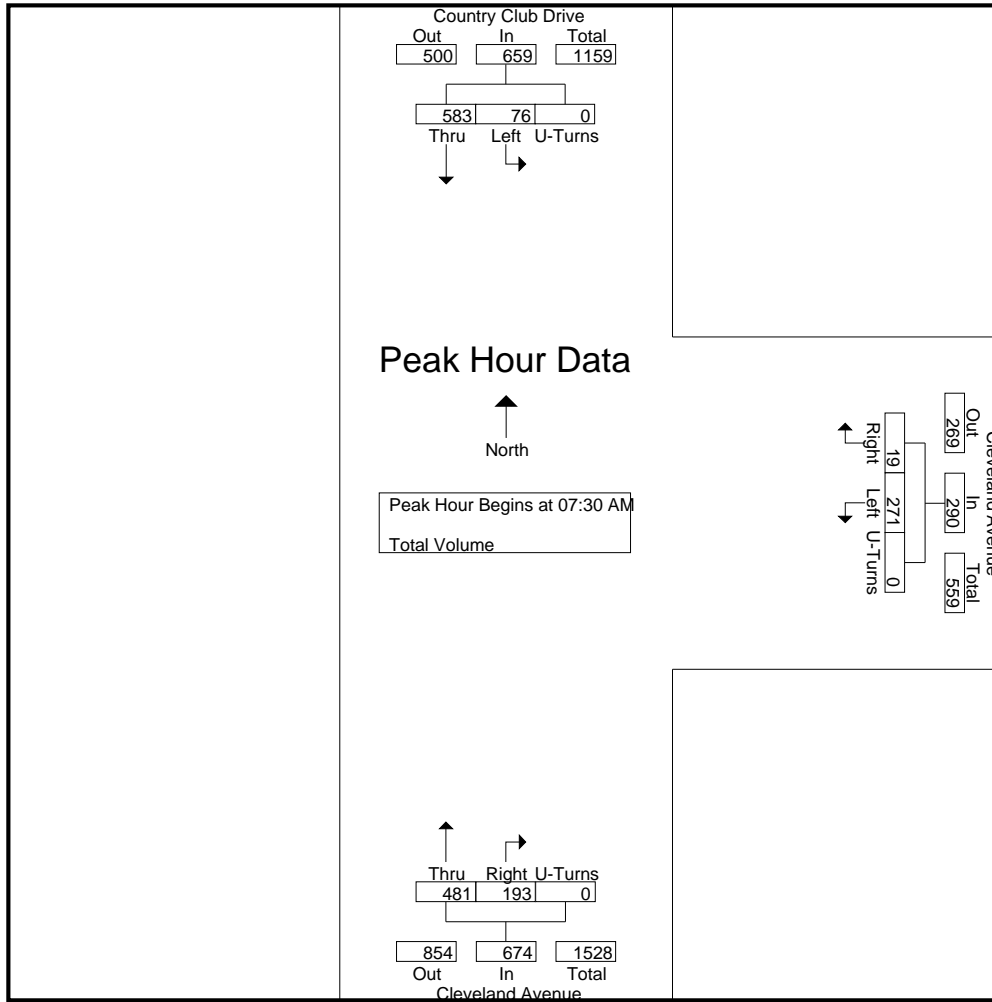 Country Club Drive
Out In Total
500 659 1159
583 76 0
Thru Left U-Turns
Peak Hour Data
North
Peak Hour Begins at 07:30 AM
Total Volume
Cleveland Avenue
Out In Total
269 290 559
19 271 0
Right Left U-Turns
Thru Right U-Turns
481 193 0
854 674 1528
Out In Total
Cleveland Avenue